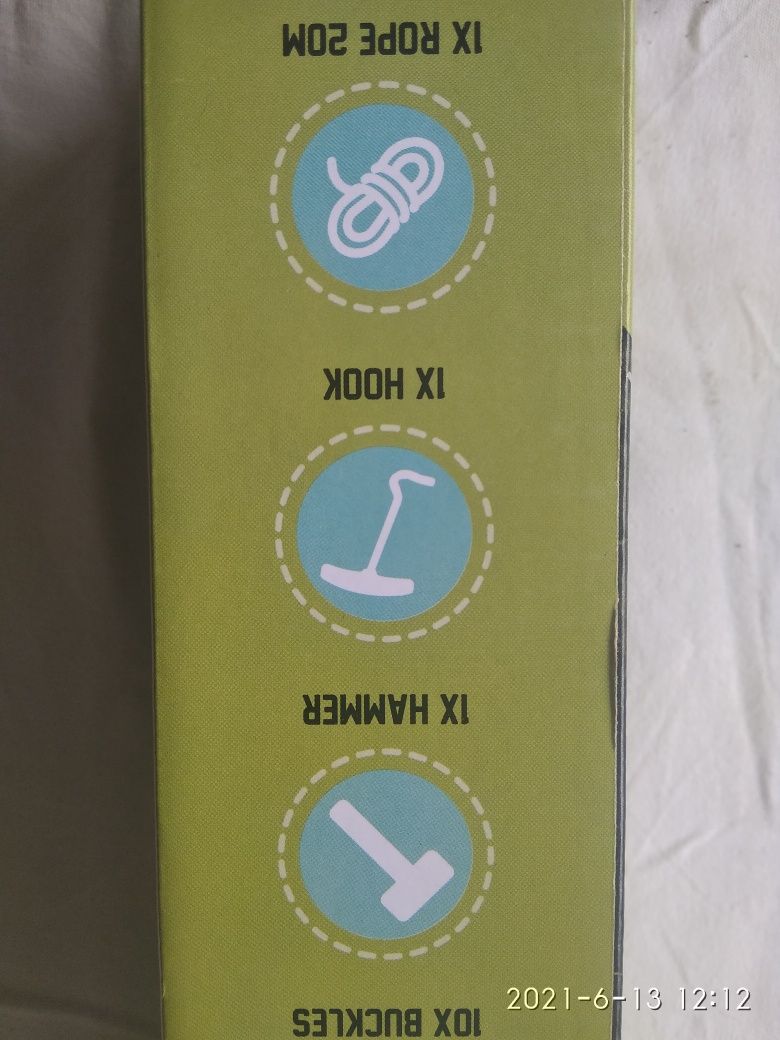 10X BUCKLES
1X HAMMER
1X HOOK
1X ROPE 20M
2021-6-13 12:12